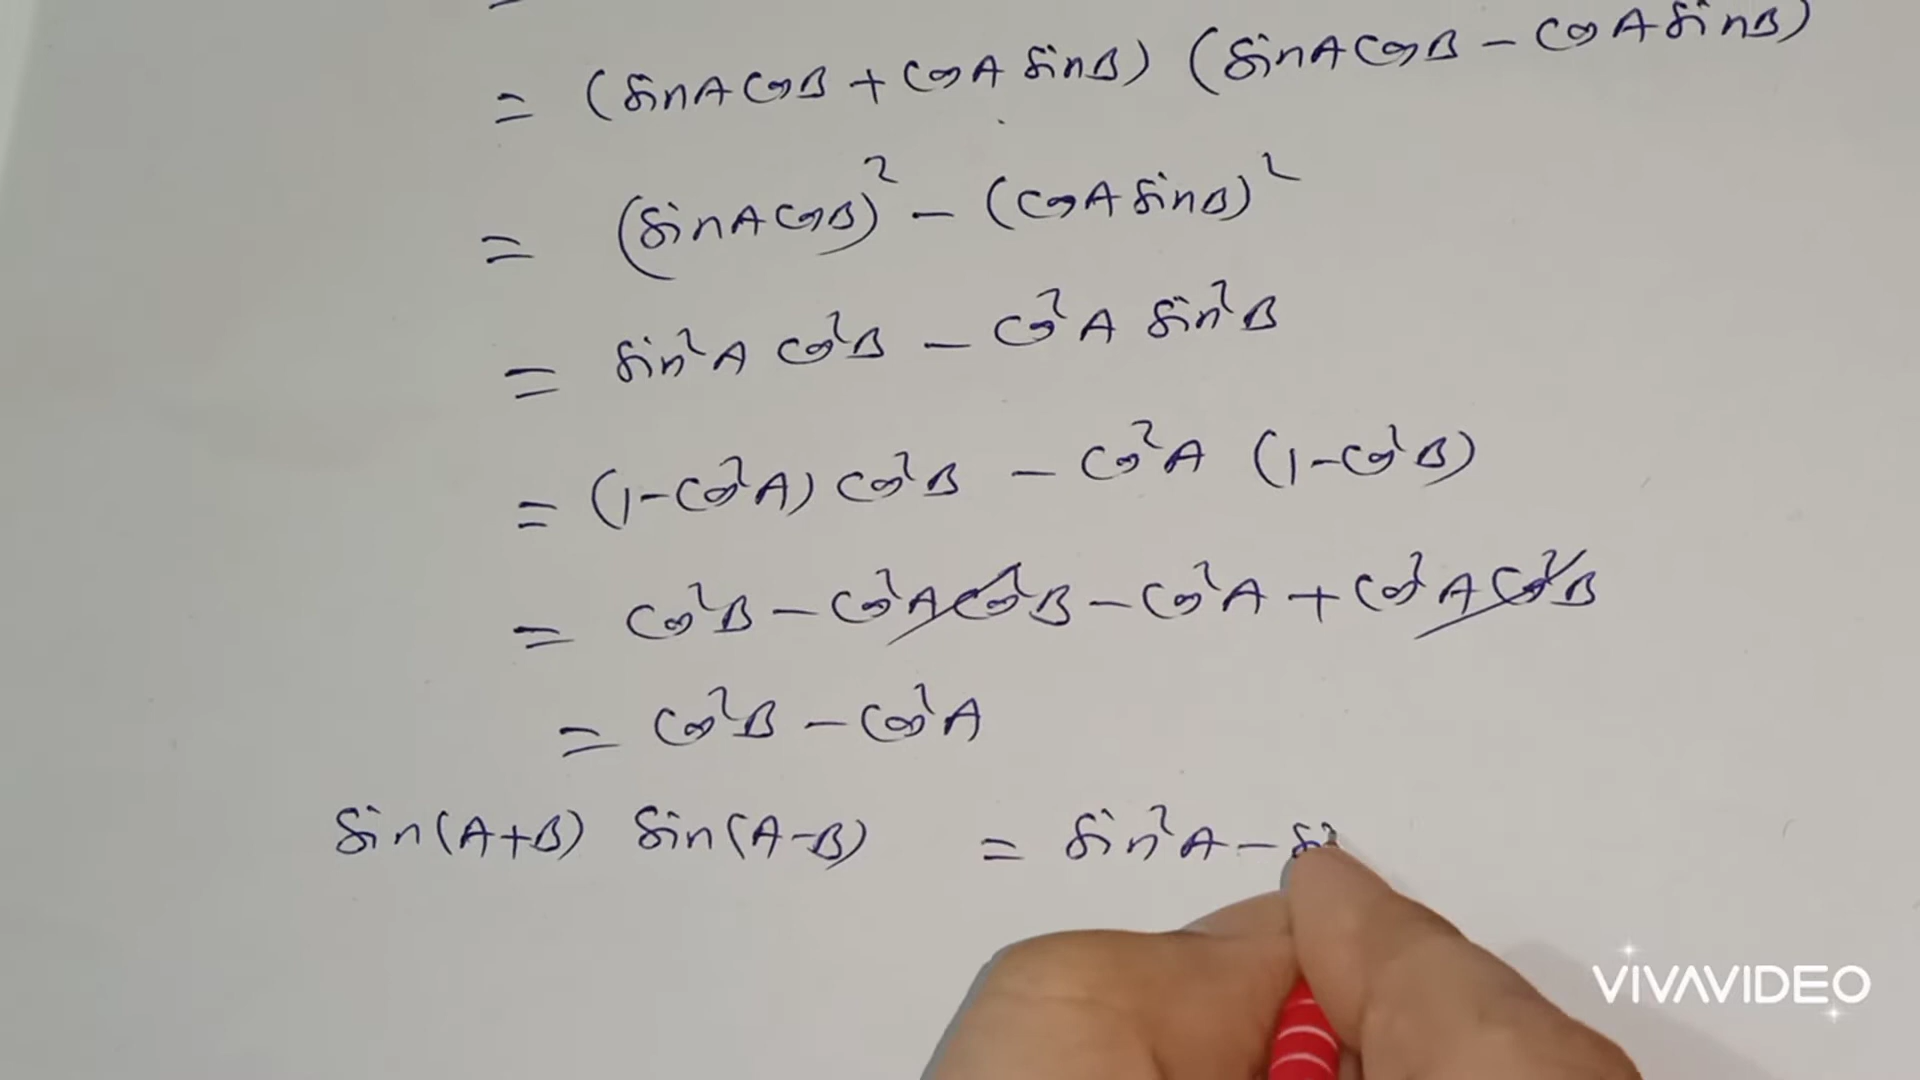 = (sinA cosB + cosA sinB) (sinA cosB - cosA sinB)
= (sinA cosB)² - (cosA sinB)²
= sin²A cos²B - cos²A sin²B
= (1-cos²A) cos²B - cos²A (1-cos²B)
= cos²B - cos²A cos²B - cos²A + cos²A cos²B
= cos²B - cos²A
sin(A+B) sin(A-B) = sin²A - si
VIVAVIDEO